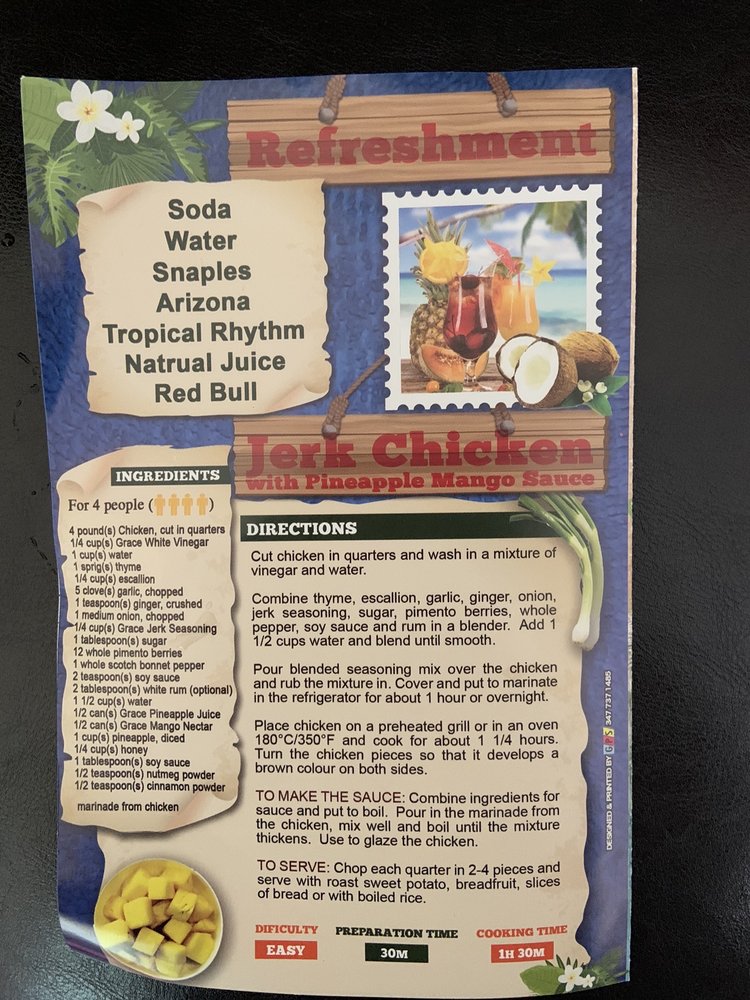 Refreshment
Soda
Water
Snaples
Arizona
Tropical Rhythm
Natrual Juice
Red Bull
Jerk Chicken
with Pineapple Mango Sauce
INGREDIENTS
For 4 people ( )
4 pound(s) Chicken, cut in quarters
1/4 cup(s) Grace White Vinegar
1 cup(s) water
1 sprig(s) thyme
1/4 cup(s) escallion
5 clove(s) garlic, chopped
1 teaspoon(s) ginger, crushed
1 medium onion, chopped
1/4 cup(s) Grace Jerk Seasoning
1 tablespoon(s) sugar
12 whole pimento berries
1 whole scotch bonnet pepper
2 teaspoon(s) soy sauce
2 tablespoon(s) white rum (optional)
1 1/2 cup(s) water
1/2 can(s) Grace Pineapple Juice
1/2 can(s) Grace Mango Nectar
1 cup(s) pineapple, diced
1/4 cup(s) honey
1 tablespoon(s) soy sauce
1/2 teaspoon(s) nutmeg powder
1/2 teaspoon(s) cinnamon powder
marinade from chicken
DIRECTIONS
Cut chicken in quarters and wash in a mixture of
vinegar and water.
Combine thyme, escallion, garlic, ginger, onion,
jerk seasoning, sugar, pimento berries, whole
pepper, soy sauce and rum in a blender. Add 1
1/2 cups water and blend until smooth.
Pour blended seasoning mix over the chicken
and rub the mixture in. Cover and put to marinate
in the refrigerator for about 1 hour or overnight.
Place chicken on a preheated grill or in an oven
180°C/350°F and cook for about 1 1/4 hours.
Turn the chicken pieces so that it develops a
brown colour on both sides.
TO MAKE THE SAUCE: Combine ingredients for
sauce and put to boil. Pour in the marinade from
the chicken, mix well and boil until the mixture
thickens. Use to glaze the chicken.
TO SERVE: Chop each quarter in 2-4 pieces and
serve with roast sweet potato, breadfruit, slices
of bread or with boiled rice.
DIFICULTY
EASY
PREPARATION TIME
30M
COOKING TIME
1H 30M
DESIGNED & PRINTED BY GPS 347 737 1485